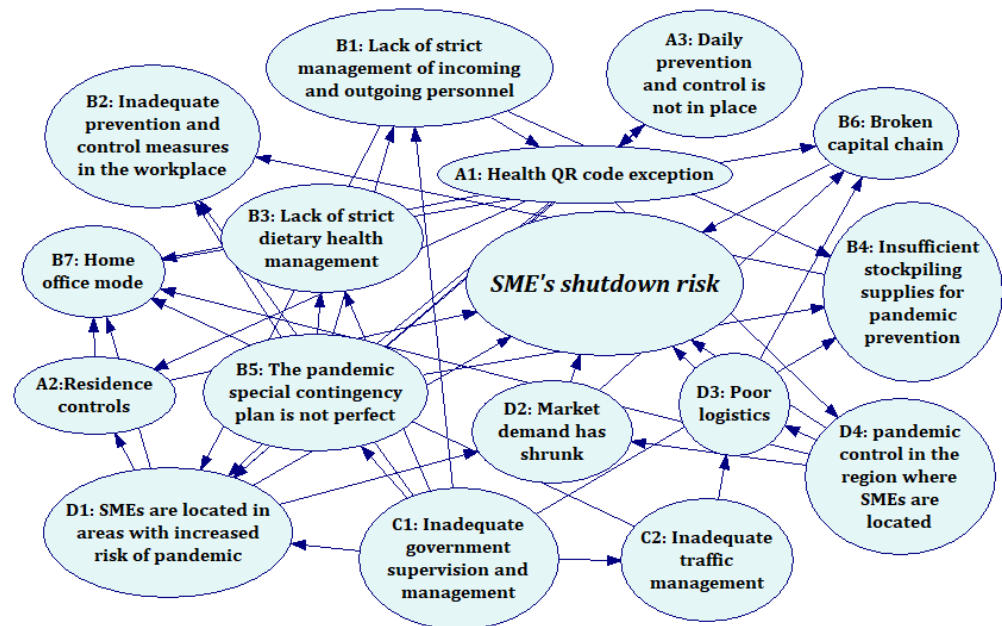 B1: Lack of strict
management of incoming
and outgoing personnel
A3: Daily
prevention
and control is
not in place
B2: Inadequate
prevention and
control measures
in the workplace
B6: Broken
capital chain
A1: Health QR code exception
B3: Lack of strict
dietary health
management
B7: Home
office mode
SME's shutdown risk
B4: Insufficient
stockpiling
supplies for
pandemic
prevention
A2:Residence
controls
B5: The pandemic
special contingency
plan is not perfect
D2: Market
demand has
shrunk
D3: Poor
logistics
D4: pandemic
control in the
region where
SMEs are
located
D1: SMEs are located in
areas with increased
risk of pandemic
C1: Inadequate
government
supervision and
management
C2: Inadequate
traffic
management